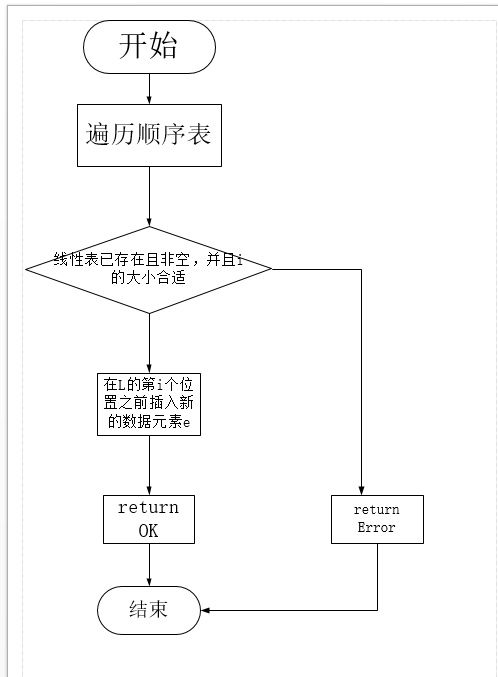 开始
遍历顺序表
线性表已存在且非空，并且i
的大小合适
在L的第i个位
置之前插入新
的数据元素e
return
OK
return
Error
结束